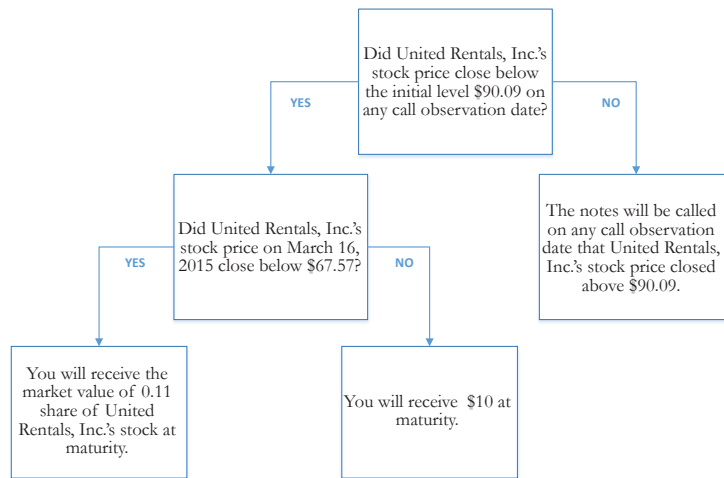 Did United Rentals, Inc.'s
stock price close below
the initial level $90.09 on
any call observation date?
YES
NO
Did United Rentals, Inc.'s
stock price on March 16,
2015 close below $67.57?
The notes will be called
on any call observation
date that United Rentals,
Inc.'s stock price closed
above $90.09.
YES
NO
You will receive the
market value of 0.11
share of United
Rentals, Inc.'s stock at
maturity.
You will receive $10 at
maturity.